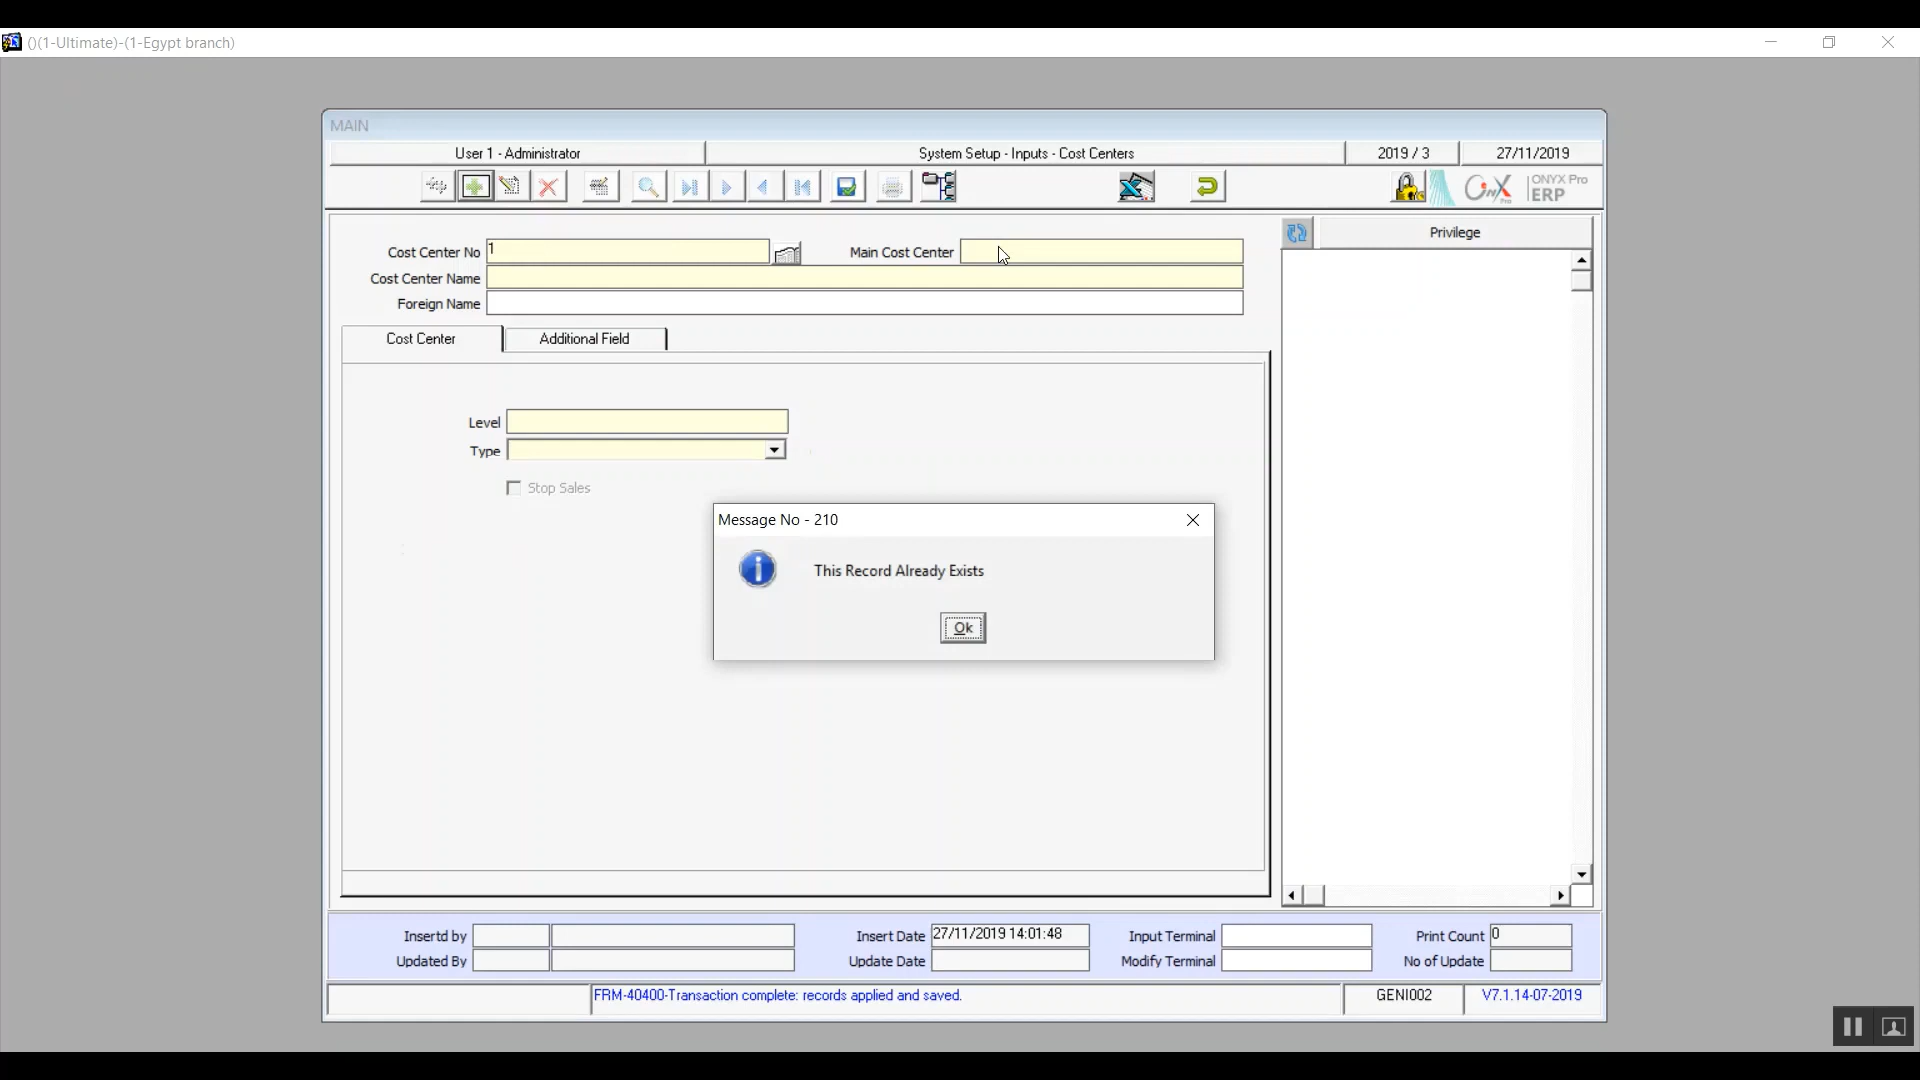 ()(1-Ultimate)-(1-Egypt branch)
MAIN
User 1 - Administrator
System Setup - Inputs - Cost Centers
2019 / 3
27/11/2019
Onyx Pro
ONYX Pro
ERP
Cost Center No 1
Main Cost Center
Cost Center Name
Foreign Name
Privilege
Cost Center
Additional Field
Level
Type
Stop Sales
Message No - 210
This Record Already Exists
Ok
Insertd by
Insert Date 27/11/2019 14:01:48
Input Terminal
Print Count 0
Updated By
Update Date
Modify Terminal
No of Update
FRM-40400-Transaction complete: records applied and saved.
GENI002
V7.1.14-07-2019